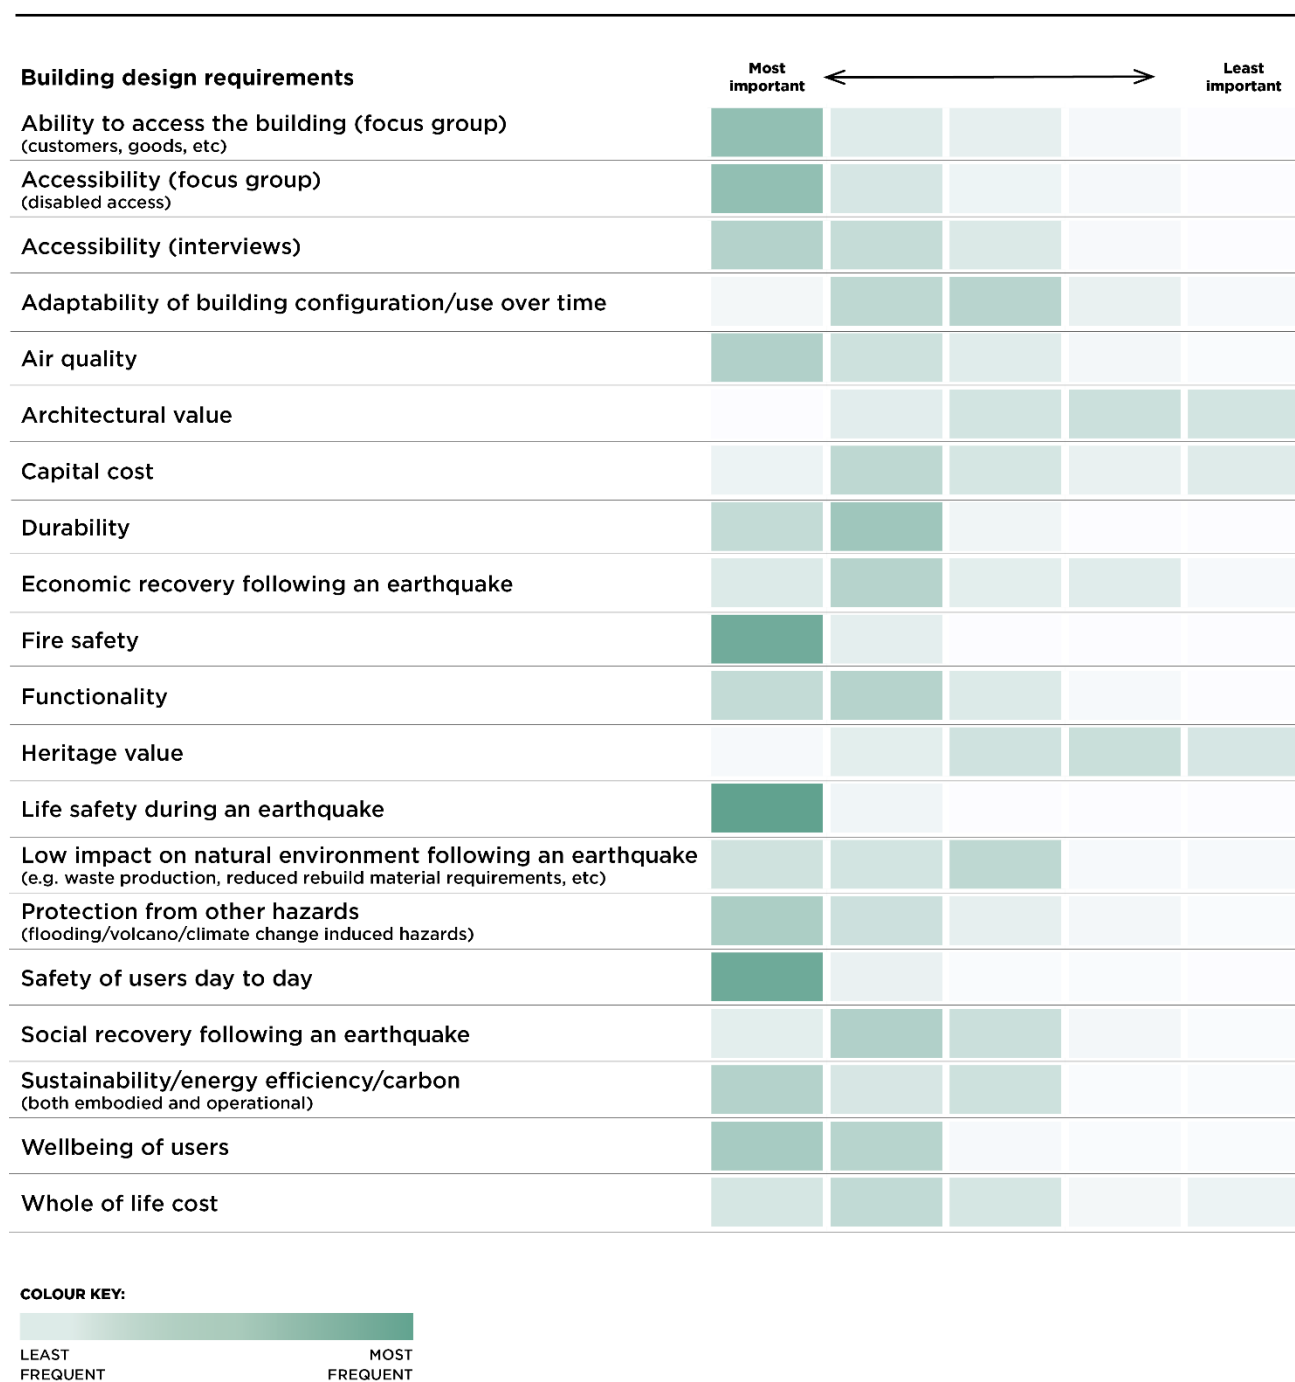 Building design requirements
Most important
Least important
Ability to access the building (focus group)
(customers, goods, etc)
Accessibility (focus group)
(disabled access)
Accessibility (interviews)
Adaptability of building configuration/use over time
Air quality
Architectural value
Capital cost
Durability
Economic recovery following an earthquake
Fire safety
Functionality
Heritage value
Life safety during an earthquake
Low impact on natural environment following an earthquake
(e.g. waste production, reduced rebuild material requirements, etc)
Protection from other hazards
(flooding/volcano/climate change induced hazards)
Safety of users day to day
Social recovery following an earthquake
Sustainability/energy efficiency/carbon
(both embodied and operational)
Wellbeing of users
Whole of life cost
COLOUR KEY:
LEAST FREQUENT
MOST FREQUENT